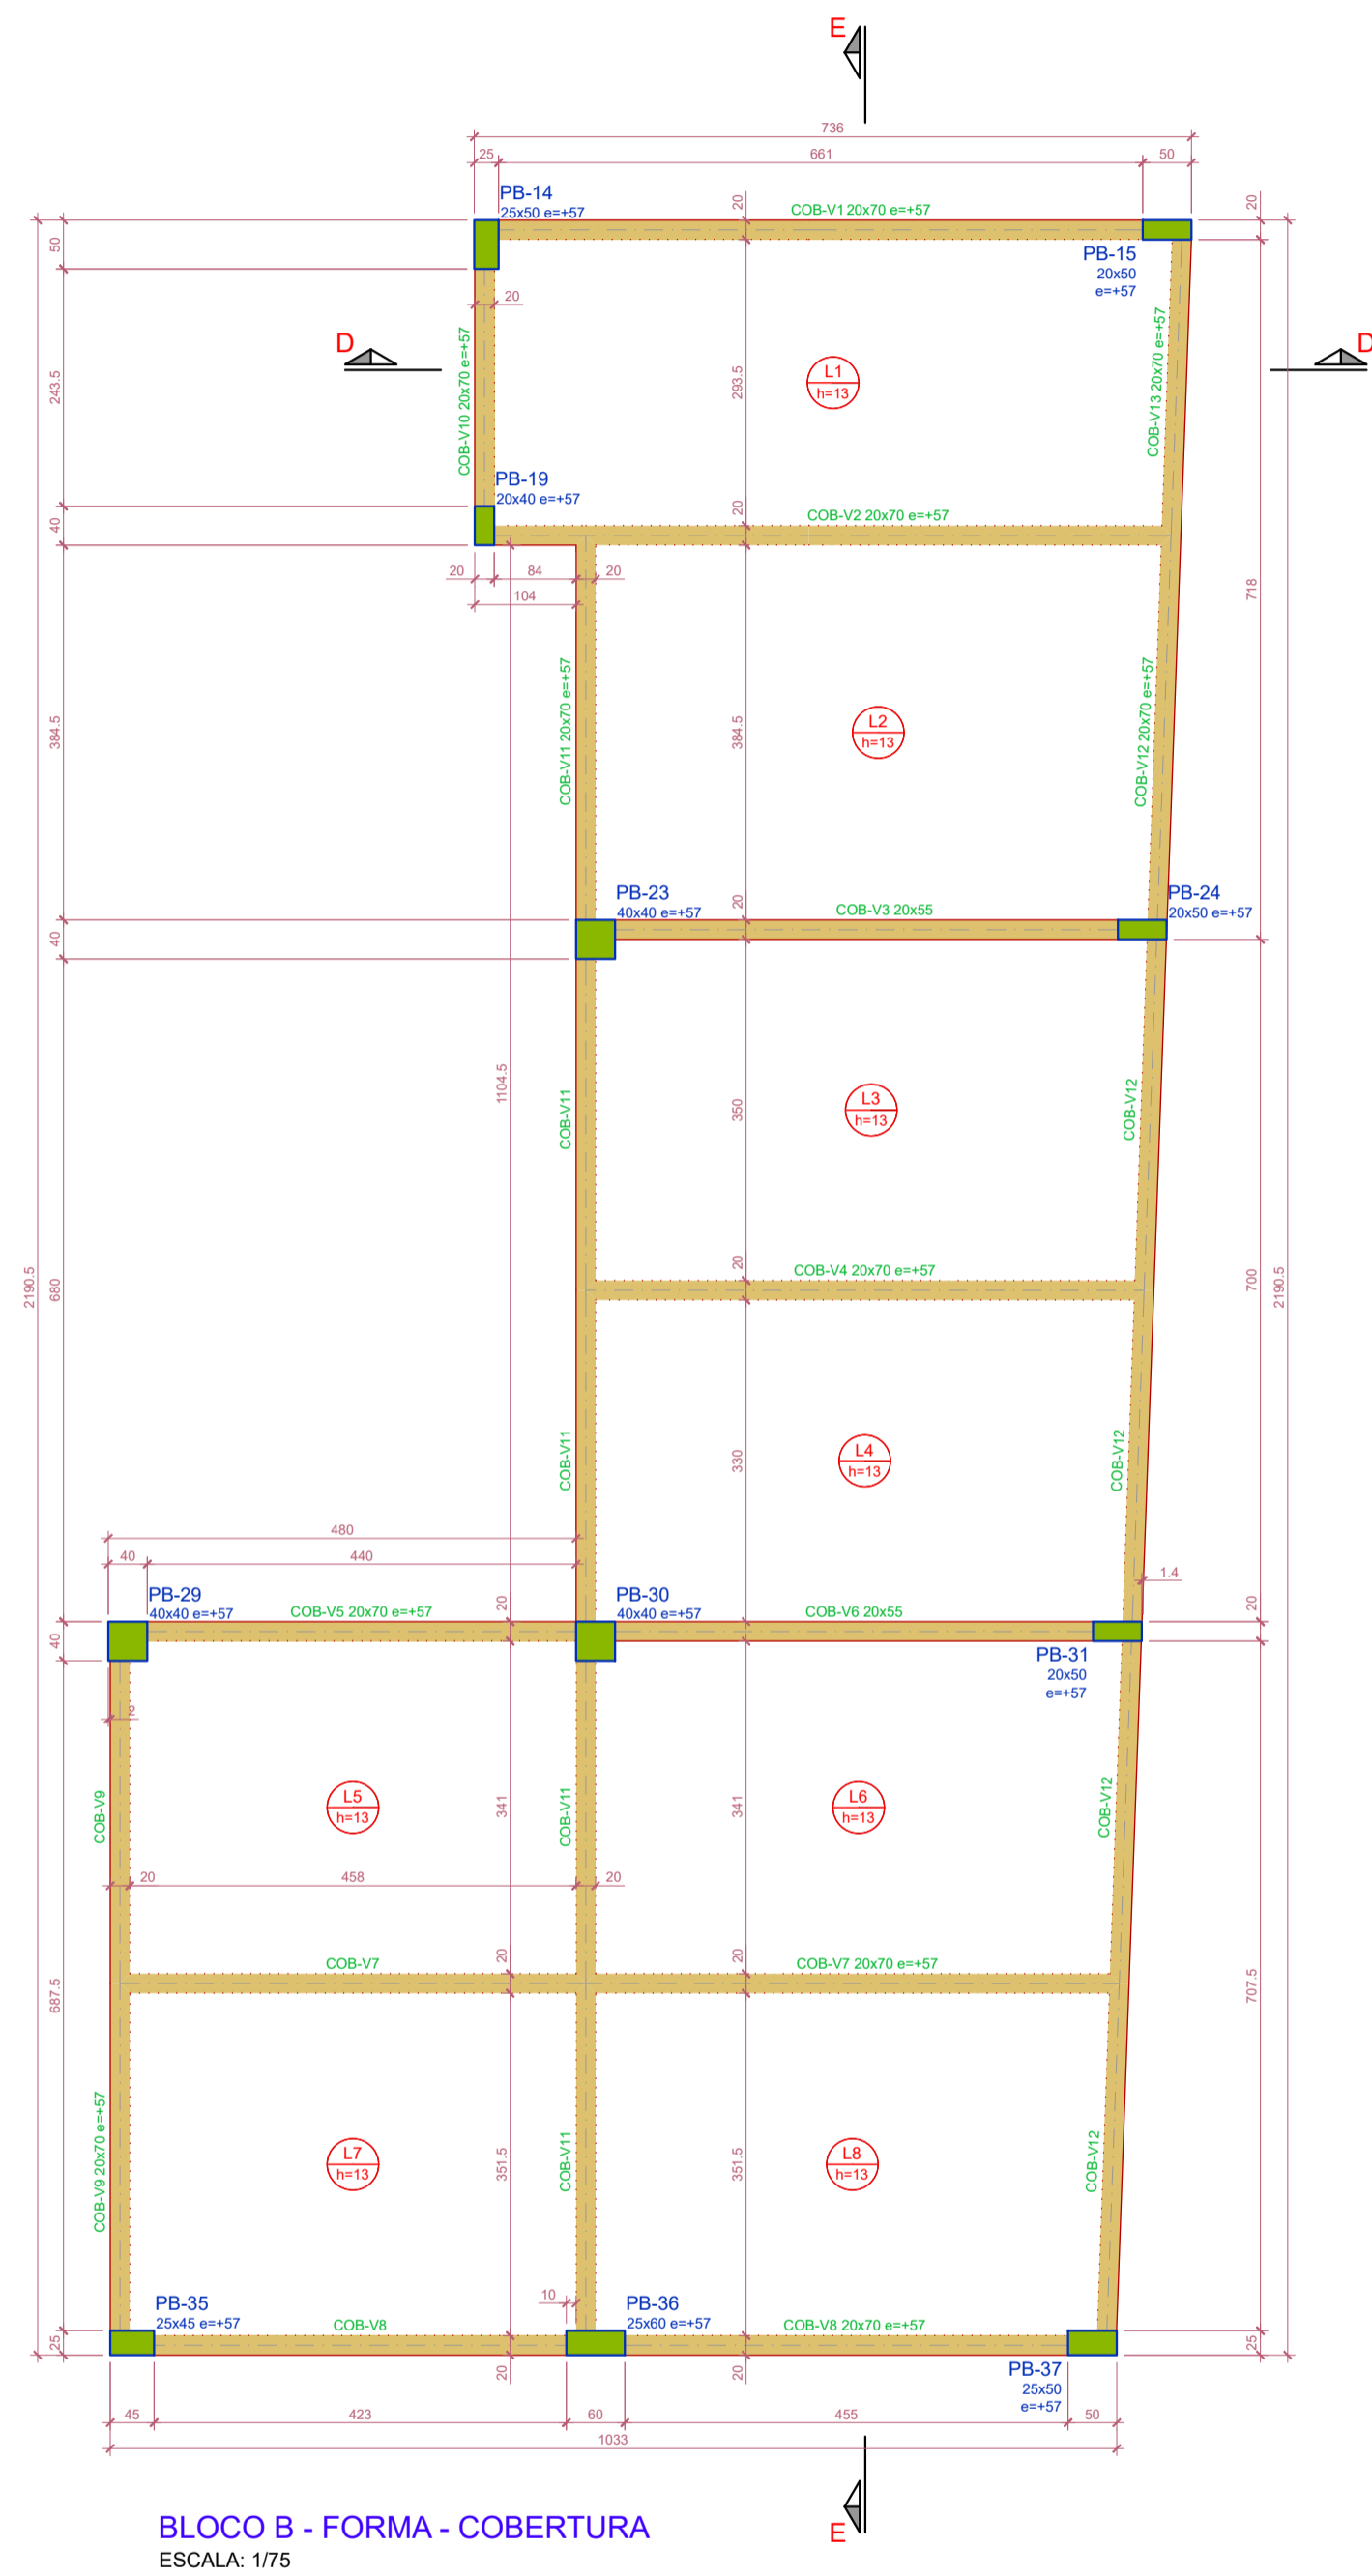 E
736
25
661
50
PB-14
25x50 e=+57
20
COB-V1 20x70 e=+57
20
50
PB-15
20x50
e=+57
20
D
D
243.5
COB-V10 20x70 e=+57
293.5
L1
h=13
COB-V13 20x70 e=+57
PB-19
20x40 e=+57
40
20
COB-V2 20x70 e=+57
20
84
20
104
718
384.5
COB-V11 20x70 e=+57
384.5
L2
h=13
COB-V12 20x70 e=+57
PB-23
40x40 e=+57
20
COB-V3 20x55
PB-24
20x50 e=+57
40
1104.5
COB-V11
350
L3
h=13
COB-V12
2190.5
680
20
COB-V4 20x70 e=+57
700
2190.5
COB-V11
330
L4
h=13
COB-V12
480
40
440
1.4
PB-29
40x40 e=+57
COB-V5 20x70 e=+57
20
PB-30
40x40 e=+57
20
COB-V6 20x55
20
40
PB-31
20x50
e=+57
2
COB-V9
L5
h=13
341
COB-V11
341
L6
h=13
COB-V12
20
458
20
COB-V7
20
20
COB-V7 20x70 e=+57
687.5
707.5
COB-V9 20x70 e=+57
L7
h=13
351.5
COB-V11
351.5
L8
h=13
COB-V12
10
PB-35
25x45 e=+57
COB-V8
PB-36
25x60 e=+57
COB-V8 20x70 e=+57
25
25
20
20
PB-37
25x50
e=+57
45
423
60
455
50
1033
E
BLOCO B - FORMA - COBERTURA
ESCALA: 1/75